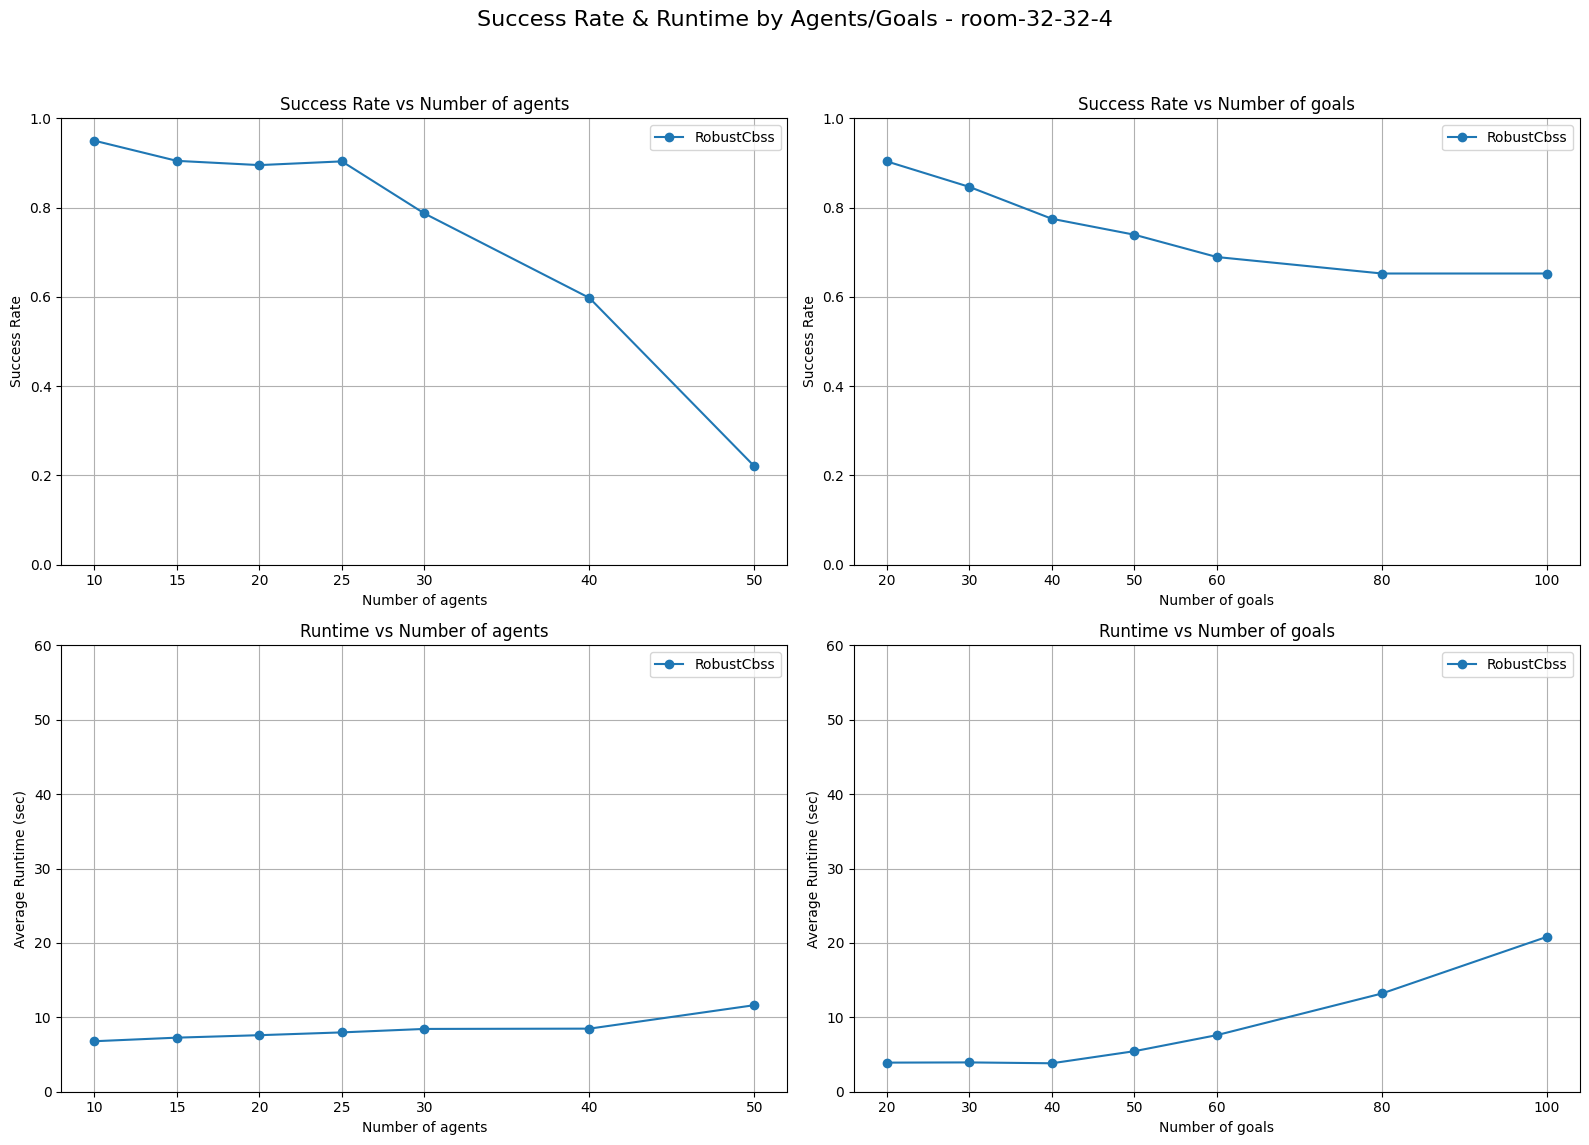 Success Rate & Runtime by Agents/Goals - room-32-32-4
Success Rate vs Number of agents
RobustCbss
1.0
0.8
0.6
0.4
0.2
0.0
Success Rate
10 15 20 25 30 40 50
Number of agents
Success Rate vs Number of goals
RobustCbss
1.0
0.8
0.6
0.4
0.2
0.0
Success Rate
20 30 40 50 60 80 100
Number of goals
Runtime vs Number of agents
RobustCbss
60
50
40
30
20
10
0
Average Runtime (sec)
10 15 20 25 30 40 50
Number of agents
Runtime vs Number of goals
RobustCbss
60
50
40
30
20
10
0
Average Runtime (sec)
20 30 40 50 60 80 100
Number of goals